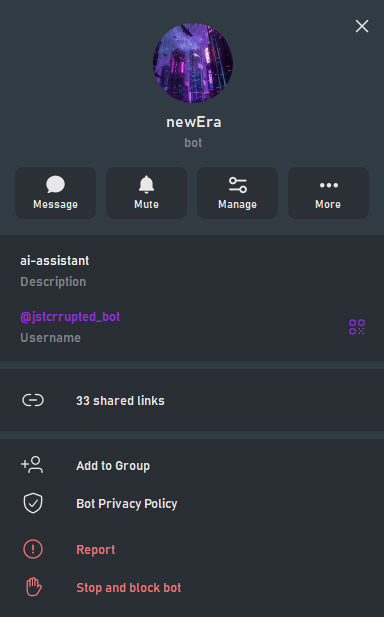 newEra
bot
Message
Mute
Manage
More
ai-assistant
Description
@jstcrrupted_bot
Username
33 shared links
Add to Group
Bot Privacy Policy
Report
Stop and block bot